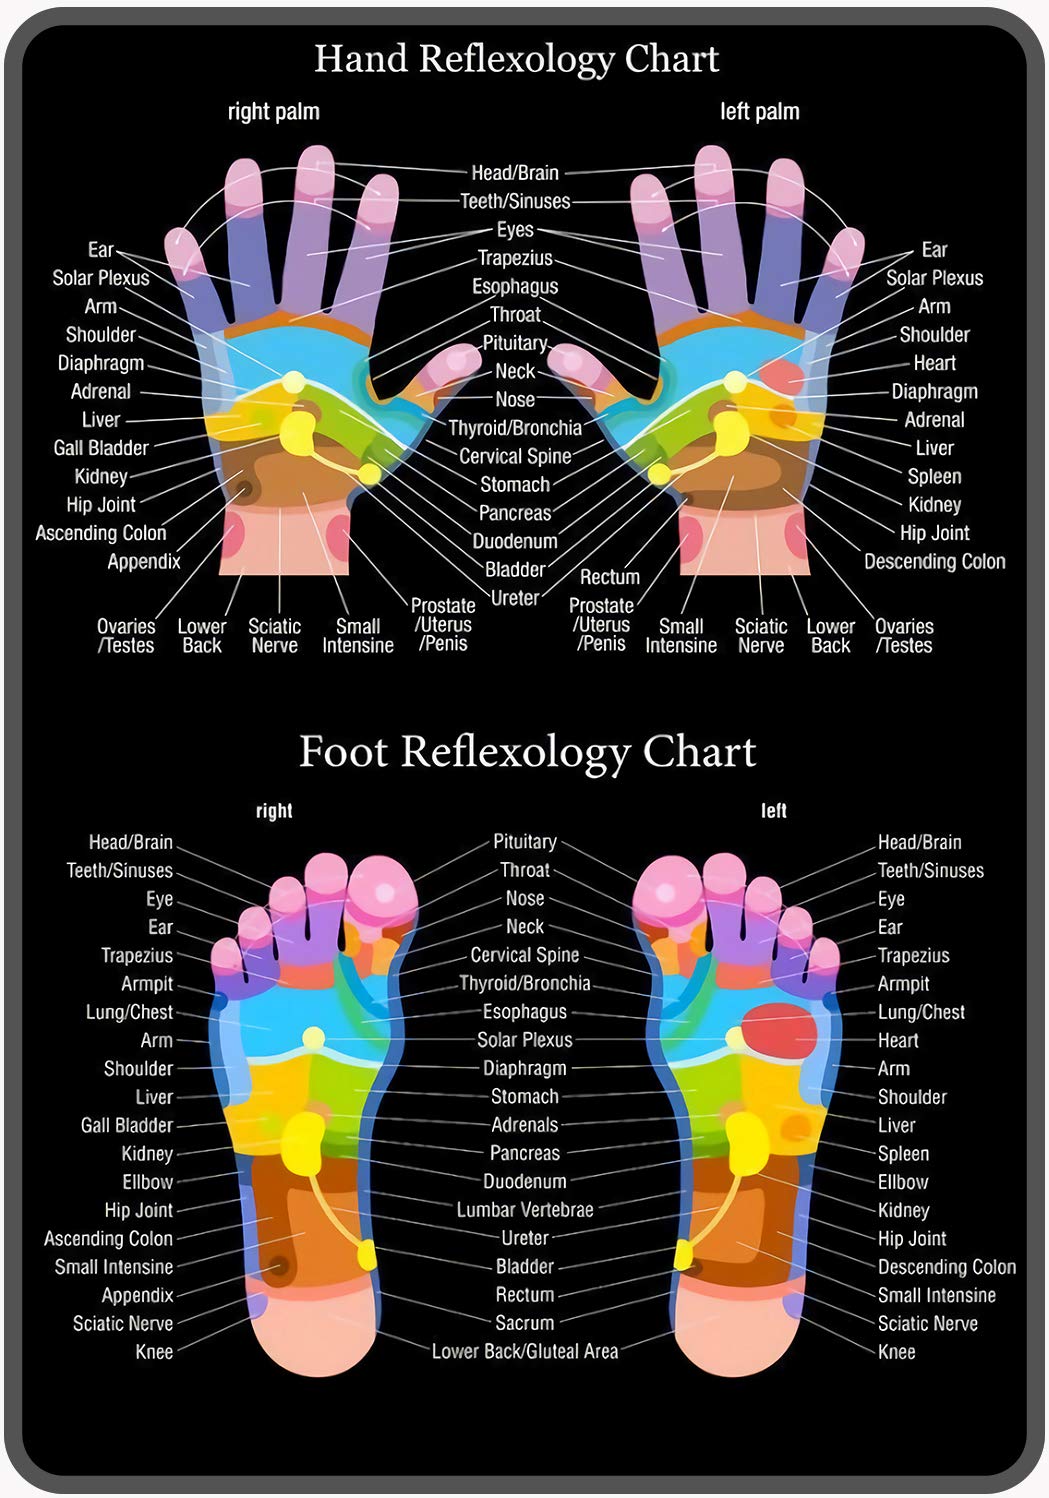 Hand Reflexology Chart
right palm
left palm
Head/Brain
Teeth/Sinuses
Eyes
Trapezius
Esophagus
Throat
Pituitary
Neck
Nose
Thyroid/Bronchia
Cervical Spine
Stomach
Pancreas
Duodenum
Bladder
Ureter
Ear
Solar Plexus
Arm
Shoulder
Diaphragm
Adrenal
Liver
Gall Bladder
Kidney
Hip Joint
Ascending Colon
Appendix
Ear
Solar Plexus
Arm
Shoulder
Heart
Diaphragm
Adrenal
Liver
Spleen
Kidney
Hip Joint
Descending Colon
Rectum
Ovaries
/Testes
Lower
Back
Sciatic
Nerve
Small
Intensine
Prostate
/Uterus
/Penis
Prostate
/Uterus
/Penis
Small
Intensine
Sciatic
Nerve
Lower
Back
Ovaries
/Testes
Foot Reflexology Chart
right
left
Head/Brain
Teeth/Sinuses
Eye
Ear
Trapezius
Armpit
Lung/Chest
Arm
Shoulder
Liver
Gall Bladder
Kidney
Ellbow
Hip Joint
Ascending Colon
Small Intensine
Appendix
Sciatic Nerve
Knee
Pituitary
Throat
Nose
Neck
Cervical Spine
Thyroid/Bronchia
Esophagus
Solar Plexus
Diaphragm
Stomach
Adrenals
Pancreas
Duodenum
Lumbar Vertebrae
Ureter
Bladder
Rectum
Sacrum
Lower Back/Gluteal Area
Head/Brain
Teeth/Sinuses
Eye
Ear
Trapezius
Armpit
Lung/Chest
Heart
Arm
Shoulder
Liver
Spleen
Ellbow
Kidney
Hip Joint
Descending Colon
Small Intensine
Sciatic Nerve
Knee